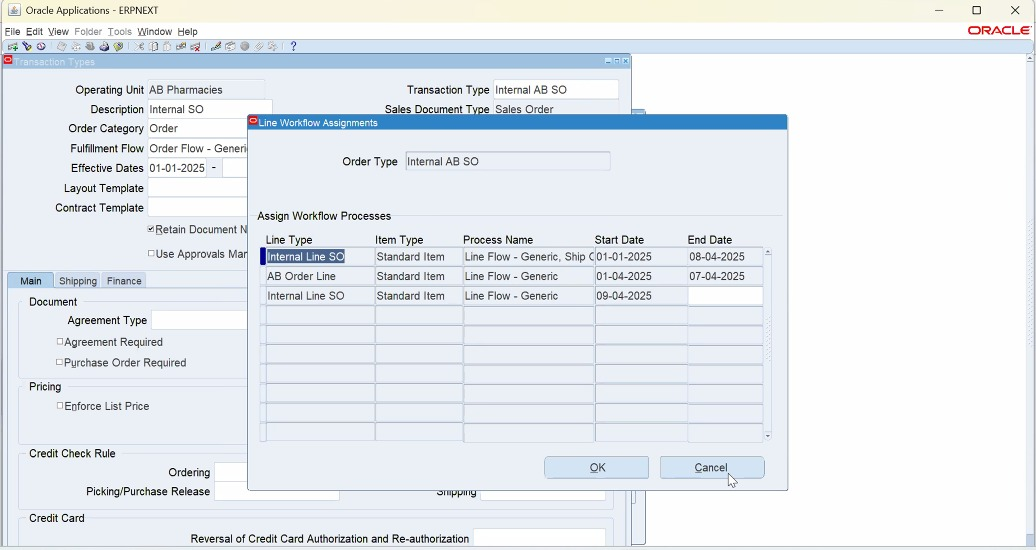 Oracle Applications - ERPNEXT
File Edit View Folder Tools Window Help
ORACLE
Transaction Types
Operating Unit AB Pharmacies
Transaction Type Internal AB SO
Description Internal SO
Sales Document Type Sales Order
Order Category Order
Fulfillment Flow Order Flow - Generi
Effective Dates 01-01-2025 -
Layout Template
Contract Template
Retain Document N
Use Approvals Mar
Main Shipping Finance
Document
Agreement Type
Agreement Required
Purchase Order Required
Pricing
Enforce List Price
Credit Check Rule
Ordering
Picking/Purchase Release
Shipping
Credit Card
Reversal of Credit Card Authorization and Re-authorization
Line Workflow Assignments
Order Type Internal AB SO
Assign Workflow Processes
Line Type Item Type Process Name Start Date End Date
Internal Line SO Standard Item Line Flow - Generic, Ship 01-01-2025 08-04-2025
AB Order Line Standard Item Line Flow - Generic 01-04-2025 07-04-2025
Internal Line SO Standard Item Line Flow - Generic 09-04-2025
OK Cancel